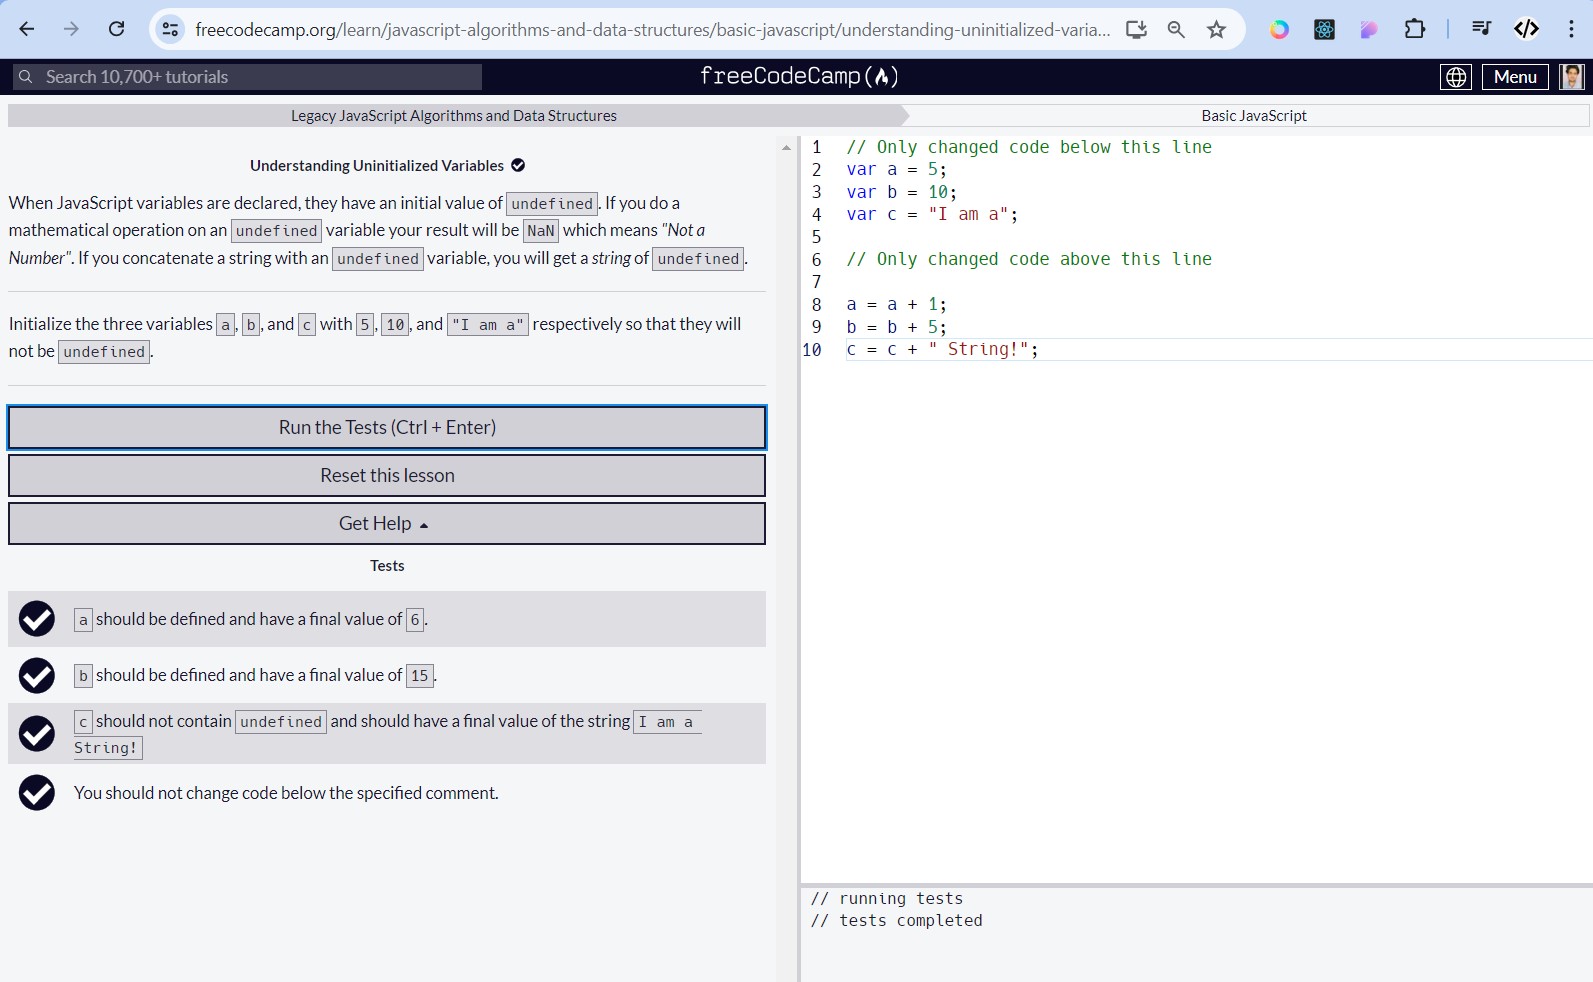 freecodecamp.org/learn/javascript-algorithms-and-data-structures/basic-javascript/understanding-uninitialized-varia...
Search 10,700+ tutorials
freeCodeCamp
Menu
Legacy JavaScript Algorithms and Data Structures
Basic JavaScript
Understanding Uninitialized Variables
When JavaScript variables are declared, they have an initial value of undefined. If you do a
mathematical operation on an undefined variable your result will be NaN which means "Not a
Number". If you concatenate a string with an undefined variable, you will get a string of undefined.
Initialize the three variables a, b, and c with 5, 10, and "I am a" respectively so that they will
not be undefined.
Run the Tests (Ctrl + Enter)
Reset this lesson
Get Help
Tests
a should be defined and have a final value of 6.
b should be defined and have a final value of 15.
c should not contain undefined and should have a final value of the string I am a
String!
You should not change code below the specified comment.
1 // Only changed code below this line
2 var a = 5;
3 var b = 10;
4 var c = "I am a";
5
6 // Only changed code above this line
7
8 a = a + 1;
9 b = b + 5;
10 c = c + " String!";
// running tests
// tests completed